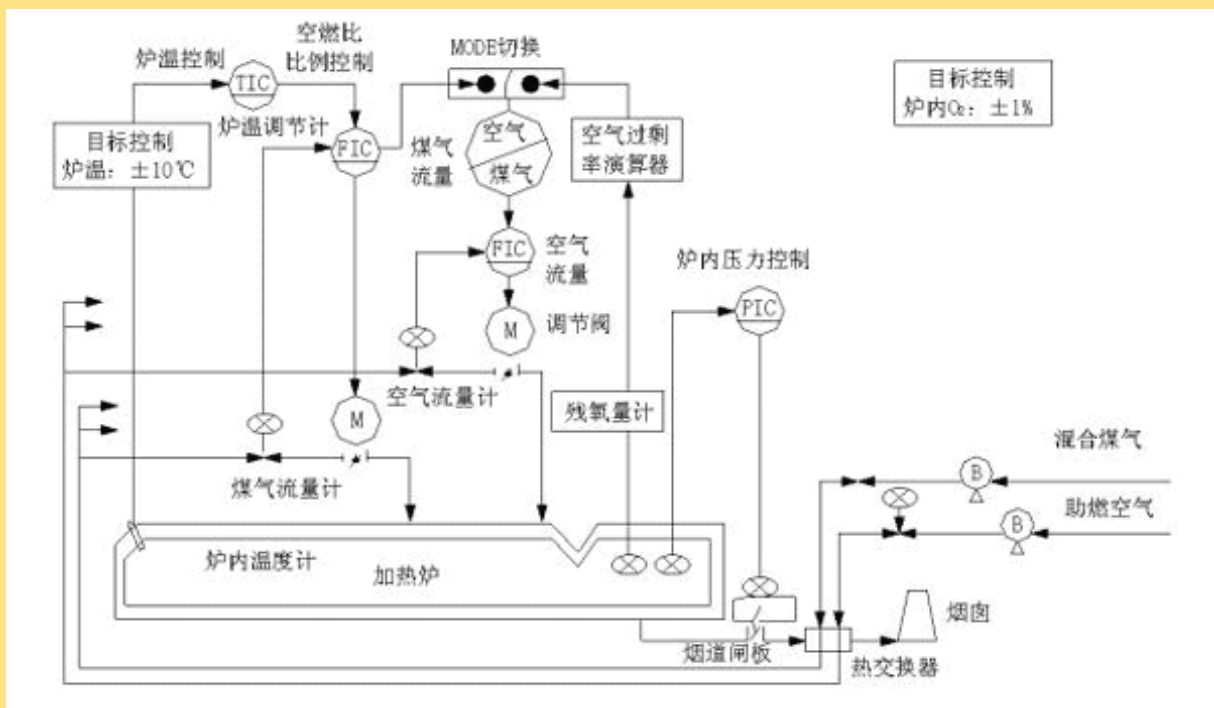 炉温控制
空燃比
比例控制
MODE切换
TIC
炉温调节计
目标控制
炉温：±10℃
FIC
煤气
流量
空气
煤气
空气过剩
率演算器
目标控制
炉内O₂：±1%
FIC
空气
流量
炉内压力控制
PIC
M
调节阀
空气流量计
M
残氧量计
煤气流量计
混合煤气
B
助燃空气
B
炉内温度计
加热炉
烟囱
烟道闸板
热交换器